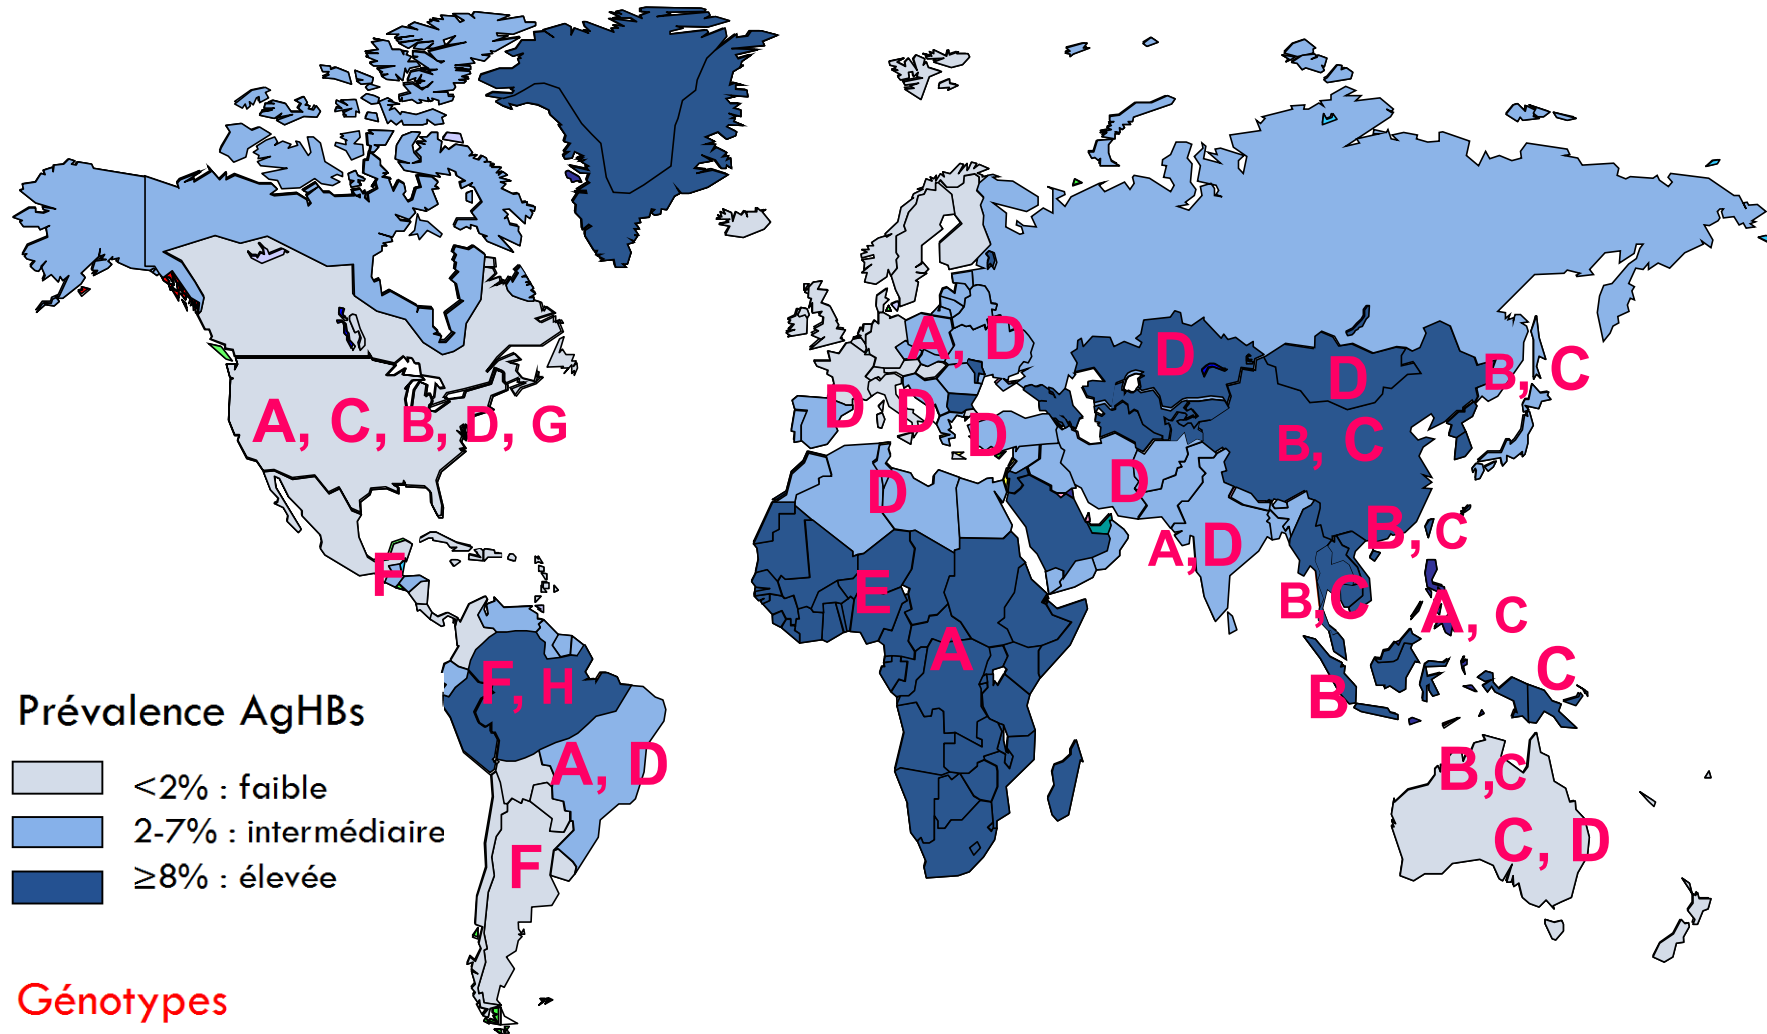 A, D
D
D
B, C
D
D
D
A, C, B, D, G
B, C
D
D
B, C
A,D
F
E
B,C
A, C
A
C
F, H
B
Prévalence AgHBs
A, D
B,C
<2% : faible
2-7% : intermédiaire
C, D
≥8% : élevée
F
Génotypes